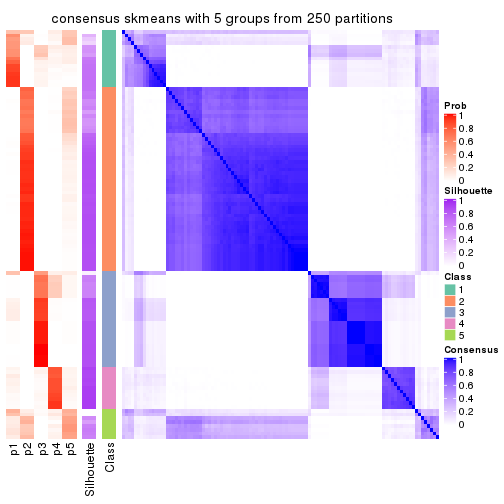 consensus skmeans with 5 groups from 250 partitions
Prob
1
0.8
0.6
0.4
0.2
0
Silhouette
1
0.8
0.6
0.4
0.2
0
Class
1
2
3
4
5
Consensus
1
0.8
0.6
0.4
0.2
0
p1
p2
p3
p4
p5
Silhouette
Class